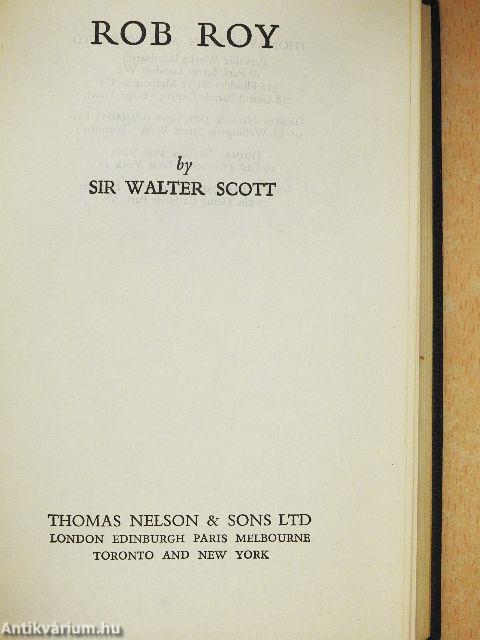 ROB ROY
by
SIR WALTER SCOTT
THOMAS NELSON & SONS LTD
LONDON EDINBURGH PARIS MELBOURNE
TORONTO AND NEW YORK
Antikvárium.hu